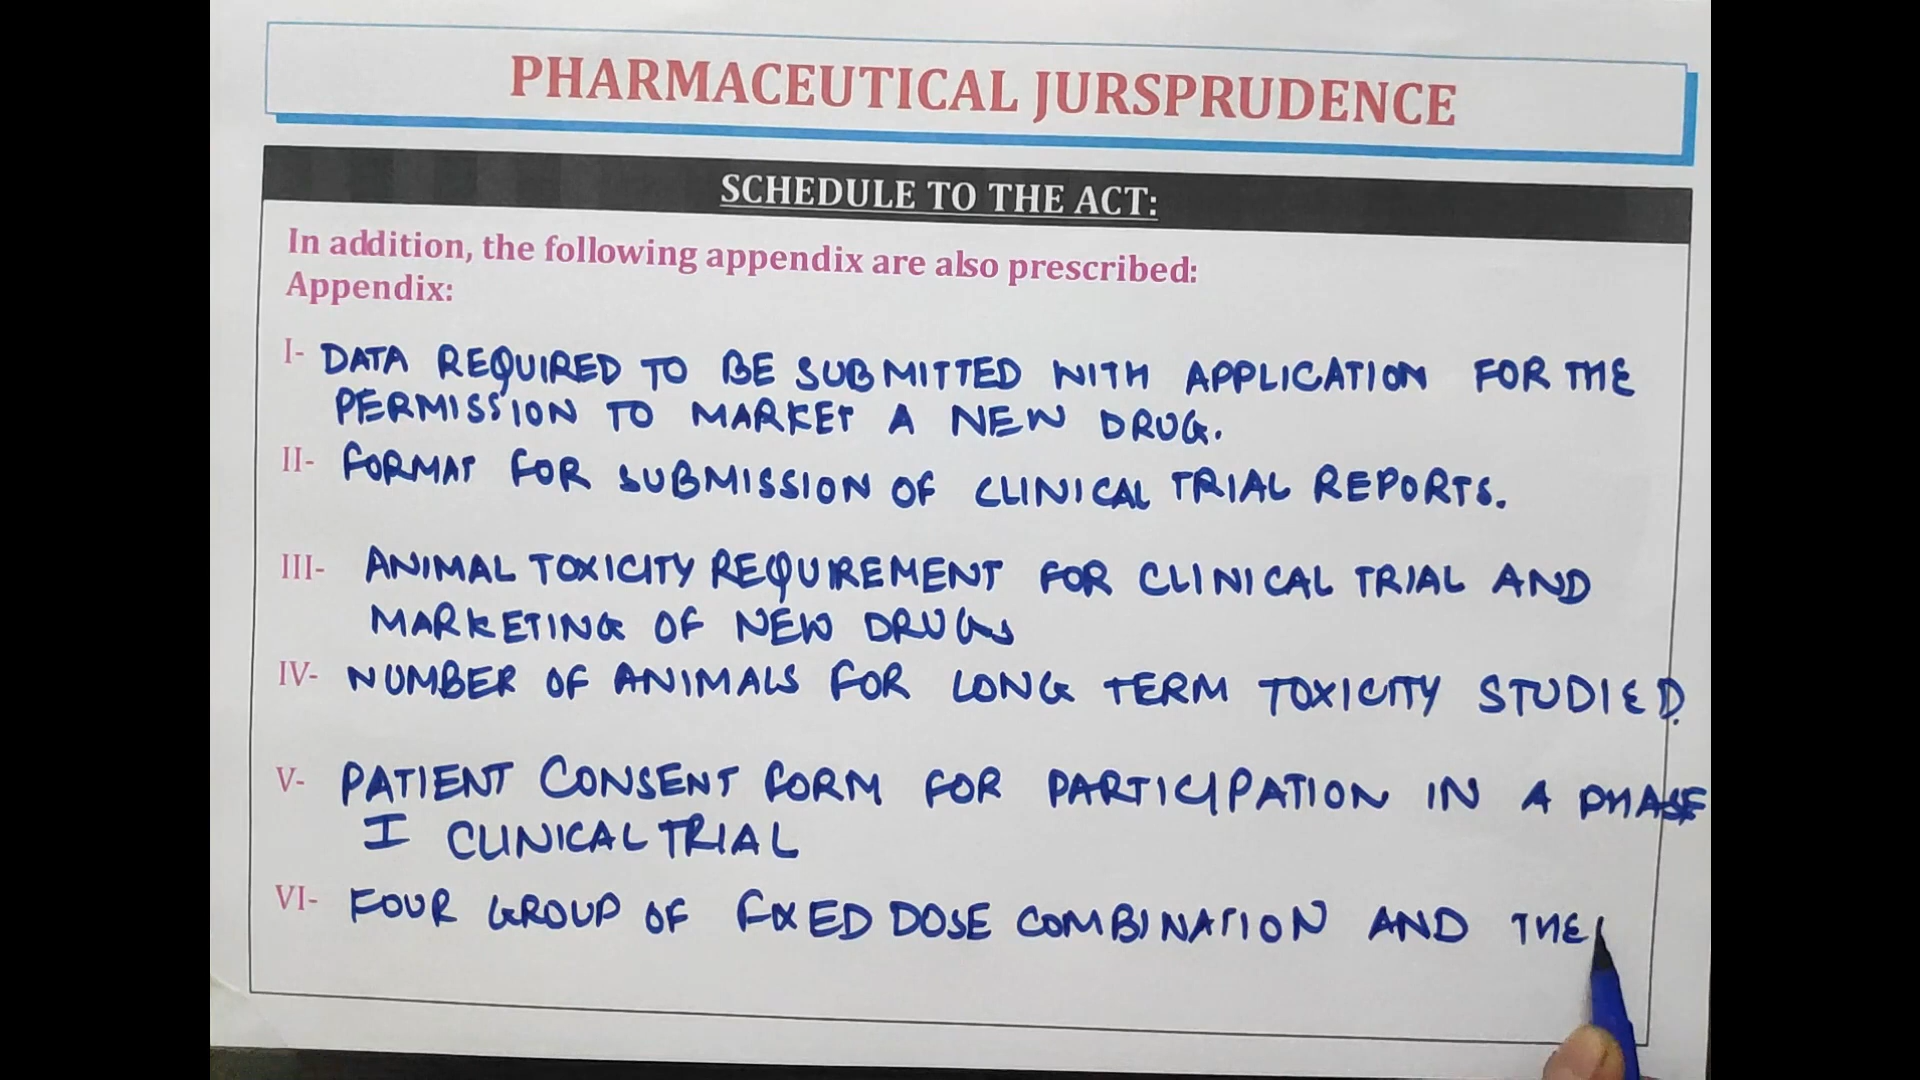 PHARMACEUTICAL JURSPRUDENCE
SCHEDULE TO THE ACT:
In addition, the following appendix are also prescribed:
Appendix:
I- DATA REQUIRED TO BE SUBMITTED WITH APPLICATION FOR THE
PERMISSION TO MARKET A NEW DRUG.
II- FORMAT FOR SUBMISSION OF CLINICAL TRIAL REPORTS.
III- ANIMAL TOXICITY REQUIREMENT FOR CLINICAL TRIAL AND
MARKETING OF NEW DRUGS
IV- NUMBER OF ANIMALS FOR LONG TERM TOXICITY STUDIED.
V- PATIENT CONSENT FORM FOR PARTICIPATION IN A PHASE
I CLINICAL TRIAL
VI- FOUR GROUP OF FIXED DOSE COMBINATION AND THEI